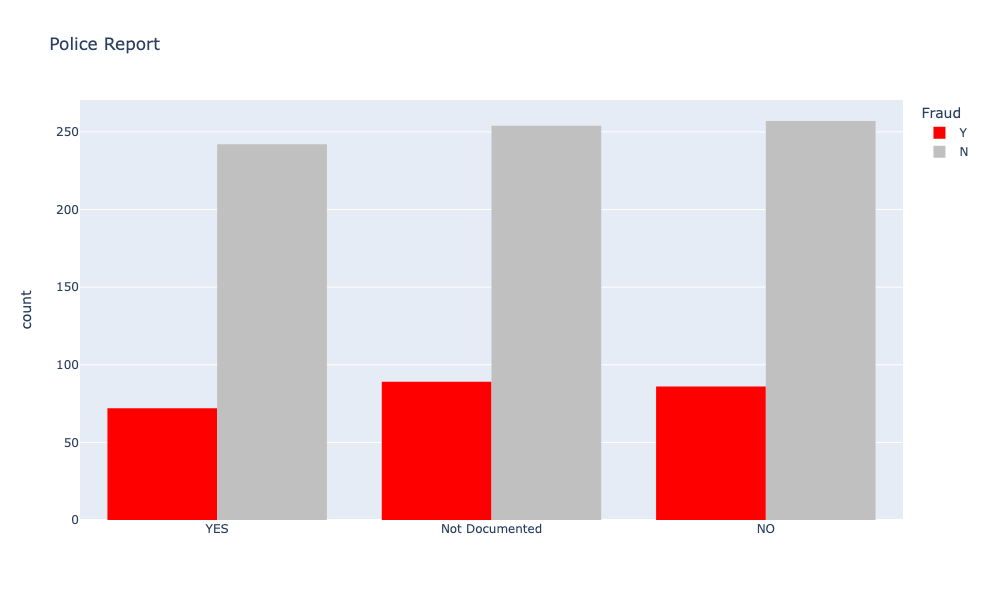 Police Report
Fraud
Y
N
count
250
200
150
100
50
0
YES
Not Documented
NO